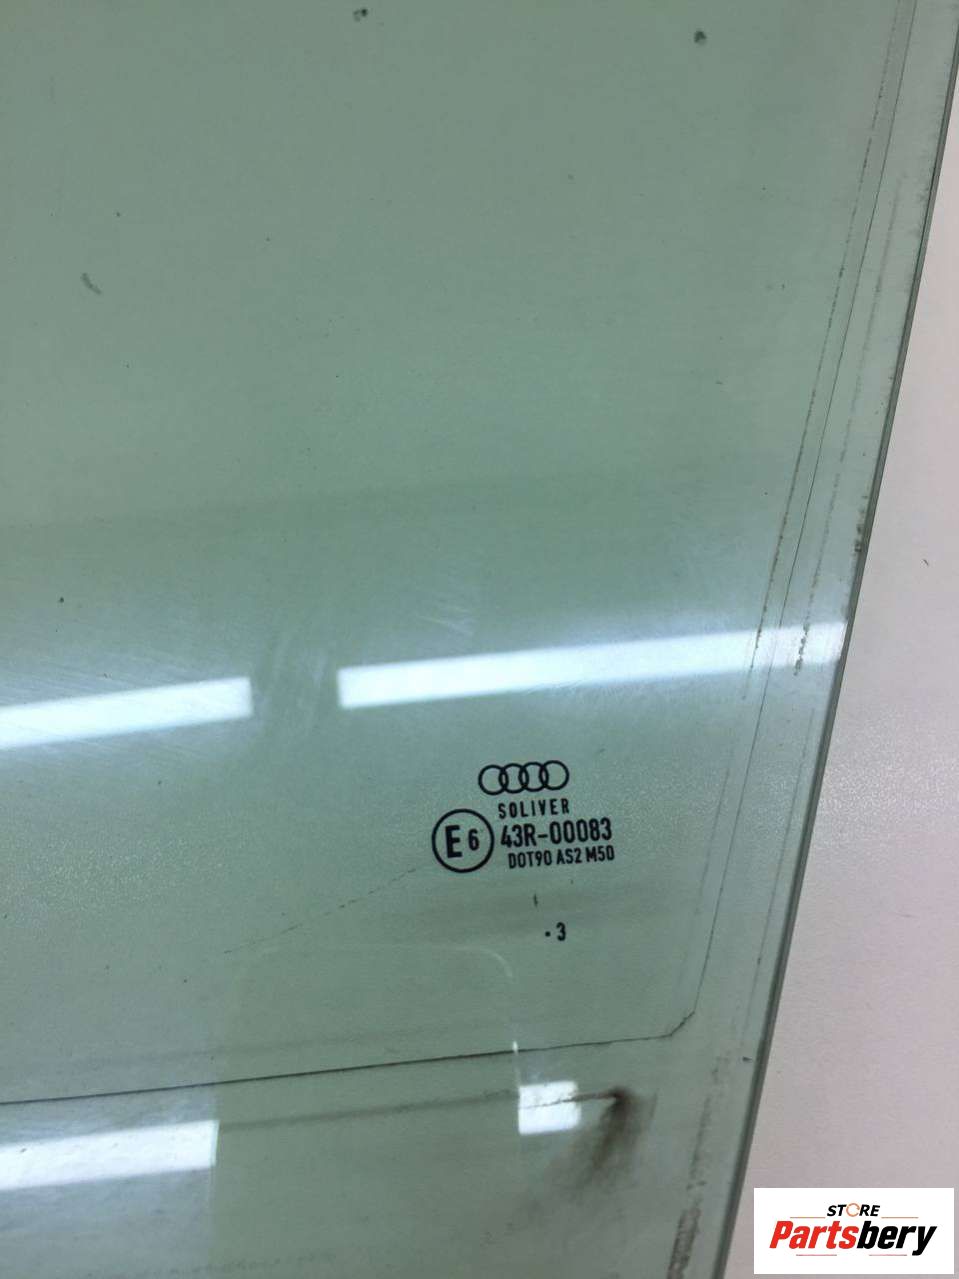 SOLIVER
E6 43R-00083
DOT90 AS2 M50
.3
STORE
Partsbery